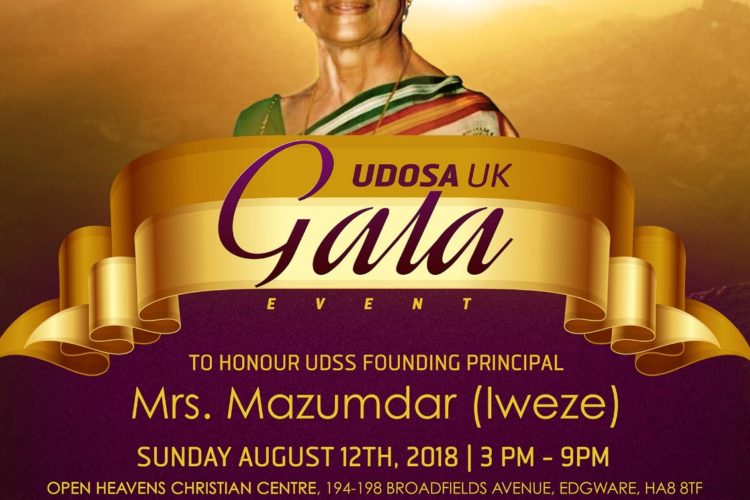 UDOSA UK
Gala
EVENT
TO HONOUR UDSS FOUNDING PRINCIPAL
Mrs. Mazumdar (Iweze)
SUNDAY AUGUST 12TH, 2018 | 3 PM - 9PM
OPEN HEAVENS CHRISTIAN CENTRE, 194-198 BROADFIELDS AVENUE, EDGWARE, HA8 8TF